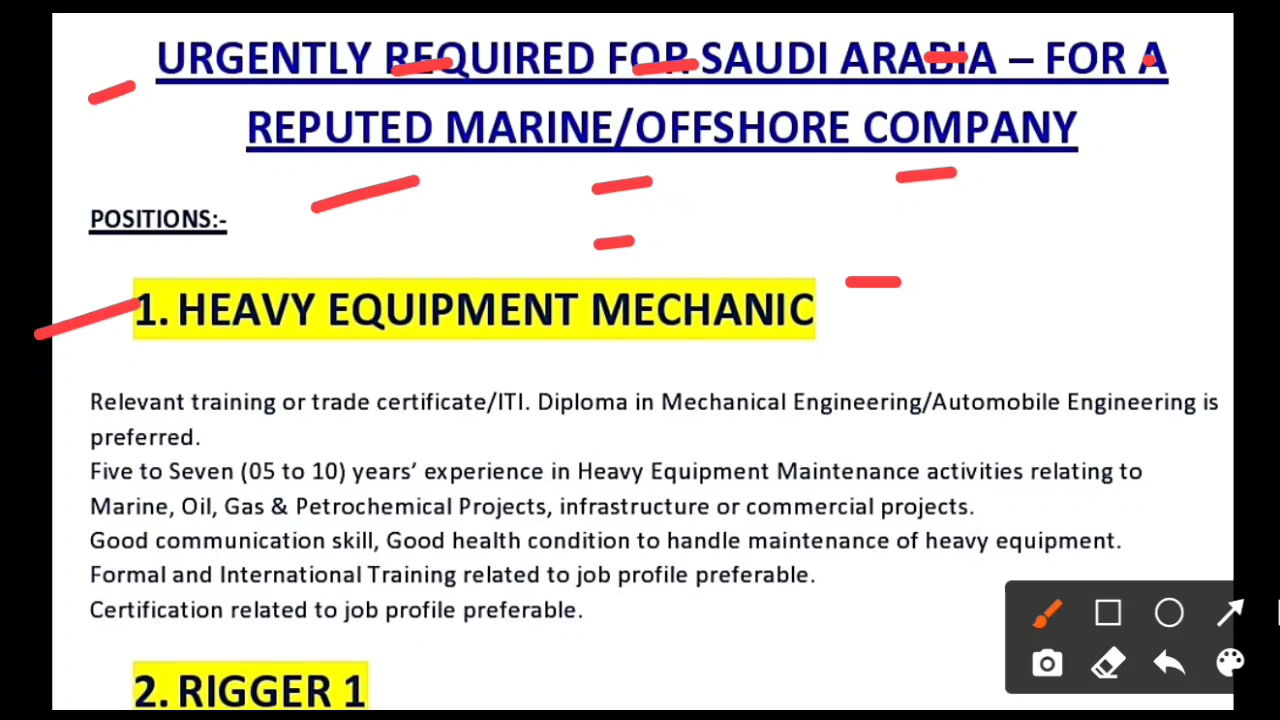 URGENTLY REQUIRED FOR SAUDI ARABIA – FOR A
REPUTED MARINE/OFFSHORE COMPANY
POSITIONS:-
1. HEAVY EQUIPMENT MECHANIC
Relevant training or trade certificate/ITI. Diploma in Mechanical Engineering/Automobile Engineering is
preferred.
Five to Seven (05 to 10) years’ experience in Heavy Equipment Maintenance activities relating to
Marine, Oil, Gas & Petrochemical Projects, infrastructure or commercial projects.
Good communication skill, Good health condition to handle maintenance of heavy equipment.
Formal and International Training related to job profile preferable.
Certification related to job profile preferable.
2. RIGGER 1